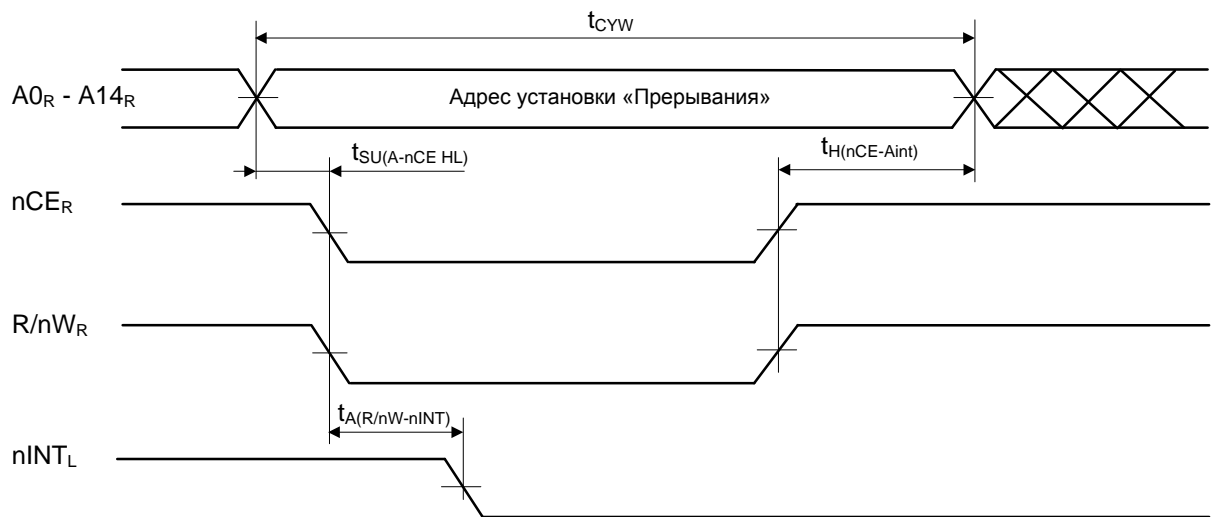 tCYW
A0R - A14R
Адрес установки «Прерывания»
tSU(A-nCE HL)
tH(nCE-Aint)
nCER
R/nWR
tA(R/nW-nINT)
nINTL